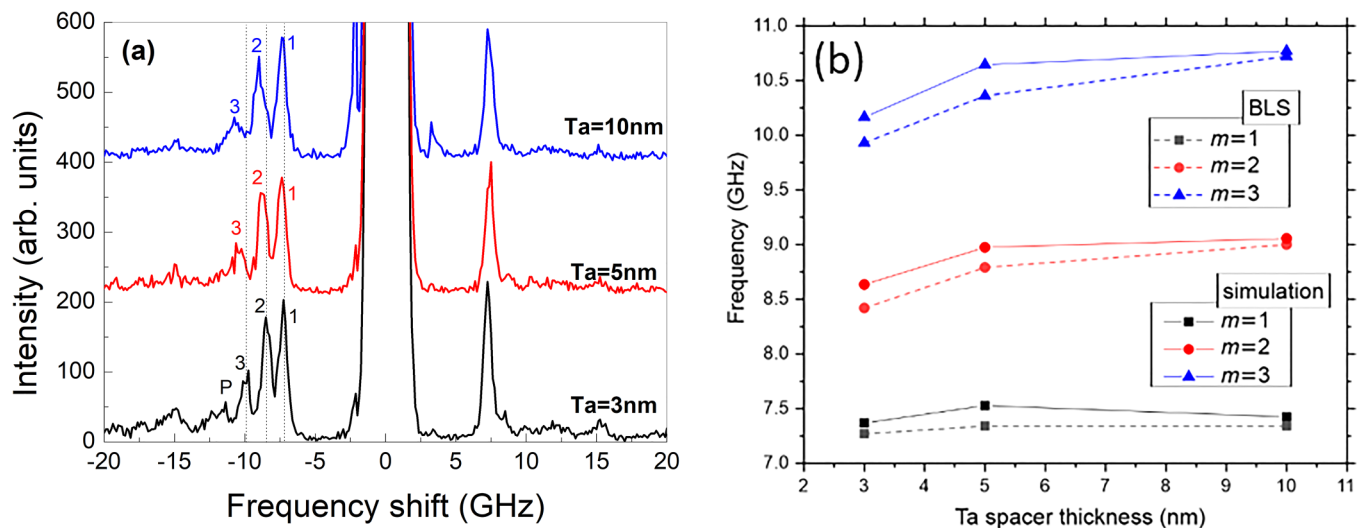 (a)
Intensity (arb. units)
600
500
400
300
200
100
0
3
2
1
Ta=10nm
3
2
1
Ta=5nm
P
3
2
1
Ta=3nm
-20 -15 -10 -5 0 5 10 15 20
Frequency shift (GHz)
(b)
Frequency (GHz)
11.0
10.5
10.0
9.5
9.0
8.5
8.0
7.5
7.0
BLS
m=1
m=2
m=3
simulation
m=1
m=2
m=3
2 3 4 5 6 7 8 9 10 11
Ta spacer thickness (nm)